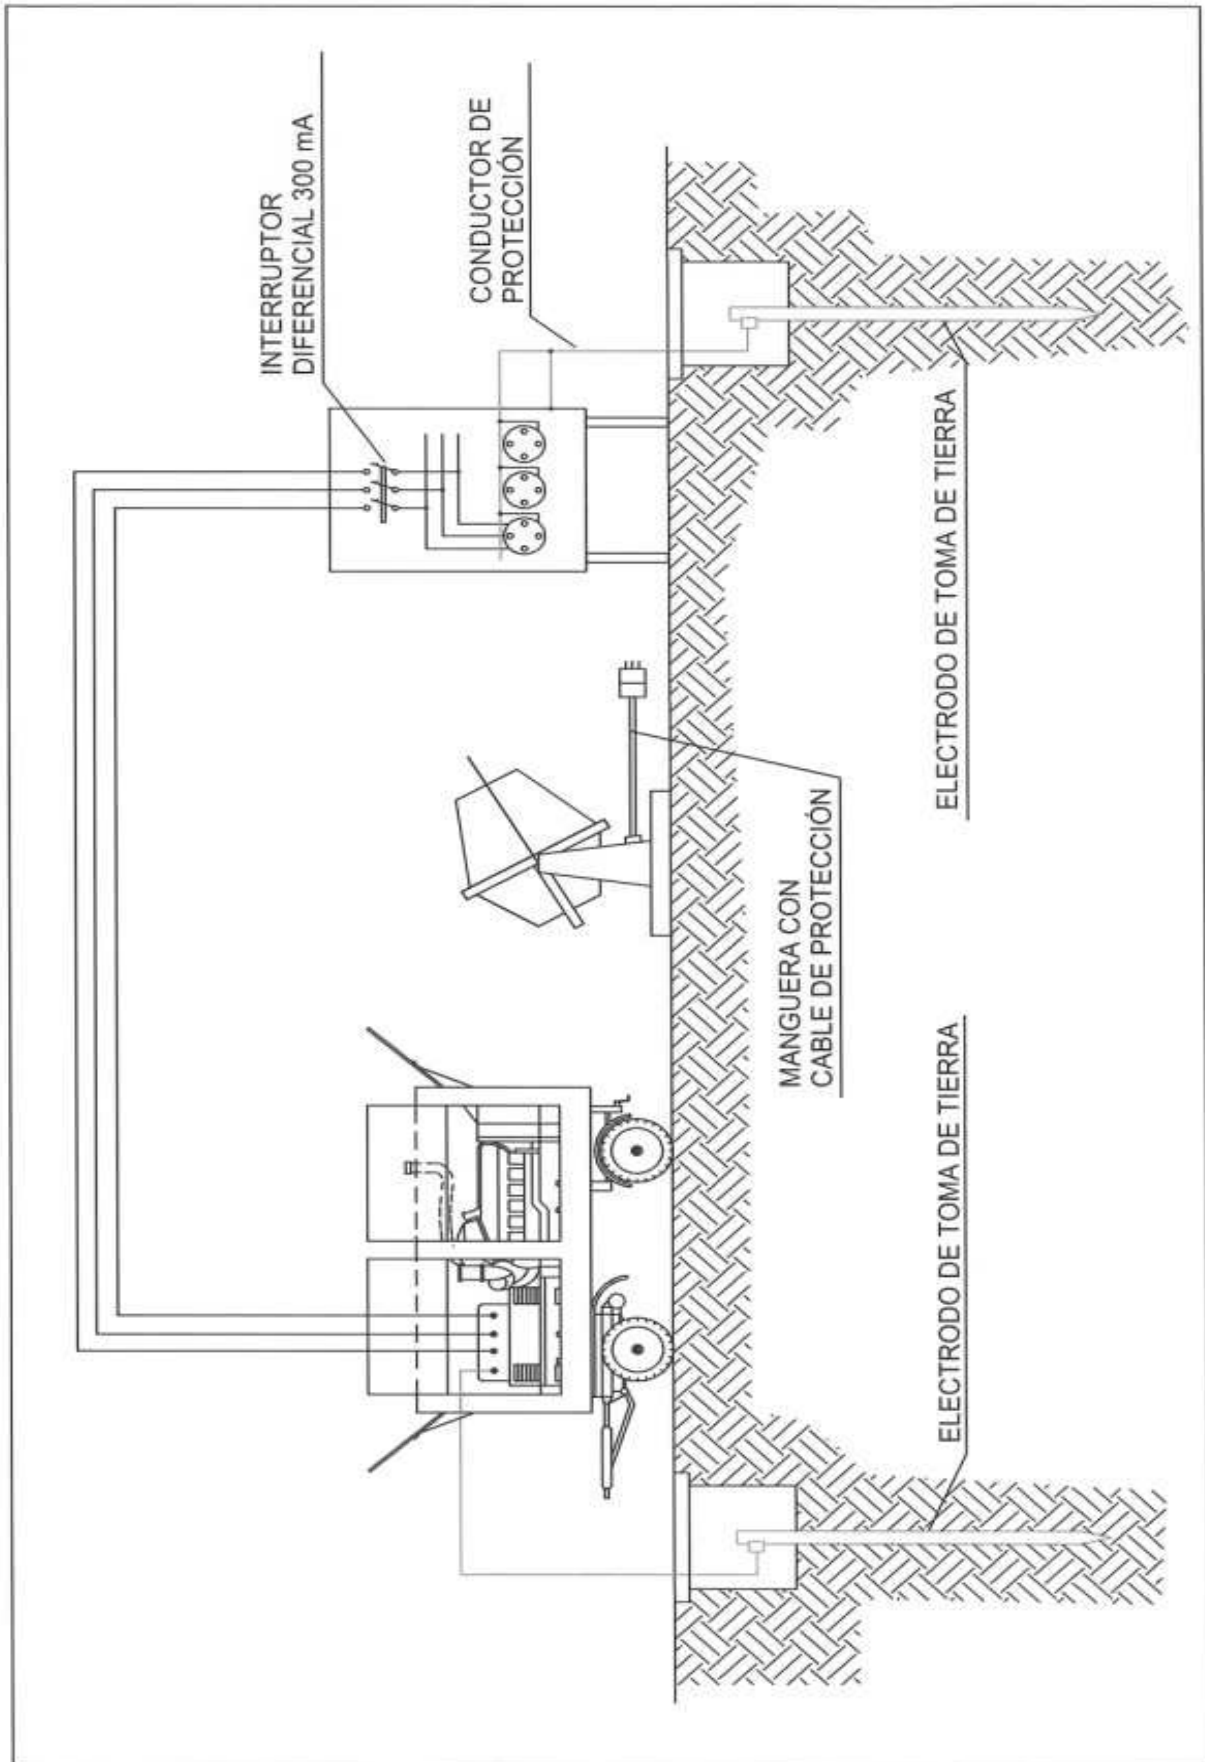 INTERRUPTOR
DIFERENCIAL 300 mA
CONDUCTOR DE
PROTECCIÓN
MANGUERA CON
CABLE DE PROTECCIÓN
ELECTRODO DE TOMA DE TIERRA
ELECTRODO DE TOMA DE TIERRA